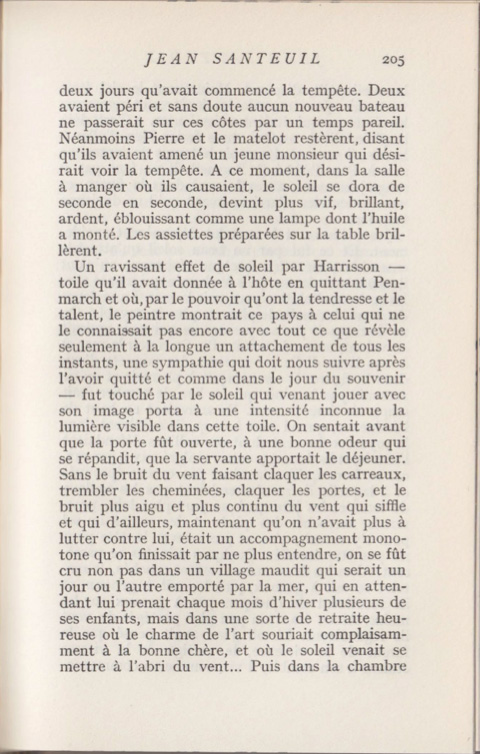 JEAN SANTEUIL 205
deux jours qu'avait commencé la tempête. Deux
avaient péri et sans doute aucun nouveau bateau
ne passerait sur ces côtes par un temps pareil.
Néanmoins Pierre et le matelot restèrent, disant
qu'ils avaient amené un jeune monsieur qui dési-
rait voir la tempête. A ce moment, dans la salle
à manger où ils causaient, le soleil se dora de
seconde en seconde, devint plus vif, brillant,
ardent, éblouissant comme une lampe dont l'huile
a monté. Les assiettes préparées sur la table bril-
lèrent.
Un ravissant effet de soleil par Harrisson —
toile qu'il avait donnée à l'hôte en quittant Pen-
march et où, par le pouvoir qu'ont la tendresse et le
talent, le peintre montrait ce pays à celui qui ne
le connaissait pas encore avec tout ce que révèle
seulement à la longue un attachement de tous les
instants, une sympathie qui doit nous suivre après
l'avoir quitté et comme dans le jour du souvenir
— fut touché par le soleil qui venant jouer avec
son image porta à une intensité inconnue la
lumière visible dans cette toile. On sentait avant
que la porte fût ouverte, à une bonne odeur qui
se répandit, que la servante apportait le déjeuner.
Sans le bruit du vent faisant claquer les carreaux,
trembler les cheminées, claquer les portes, et le
bruit plus aigu et plus continu du vent qui siffle
et qui d'ailleurs, maintenant qu'on n'avait plus à
lutter contre lui, était un accompagnement mono-
tone qu'on finissait par ne plus entendre, on se fût
cru non pas dans un village maudit qui serait un
jour ou l'autre emporté par la mer, qui en atten-
dant lui prenait chaque mois d'hiver plusieurs de
ses enfants, mais dans une sorte de retraite heu-
reuse où le charme de l'art souriait complaisam-
ment à la bonne chère, et où le soleil venait se
mettre à l'abri du vent... Puis dans la chambre